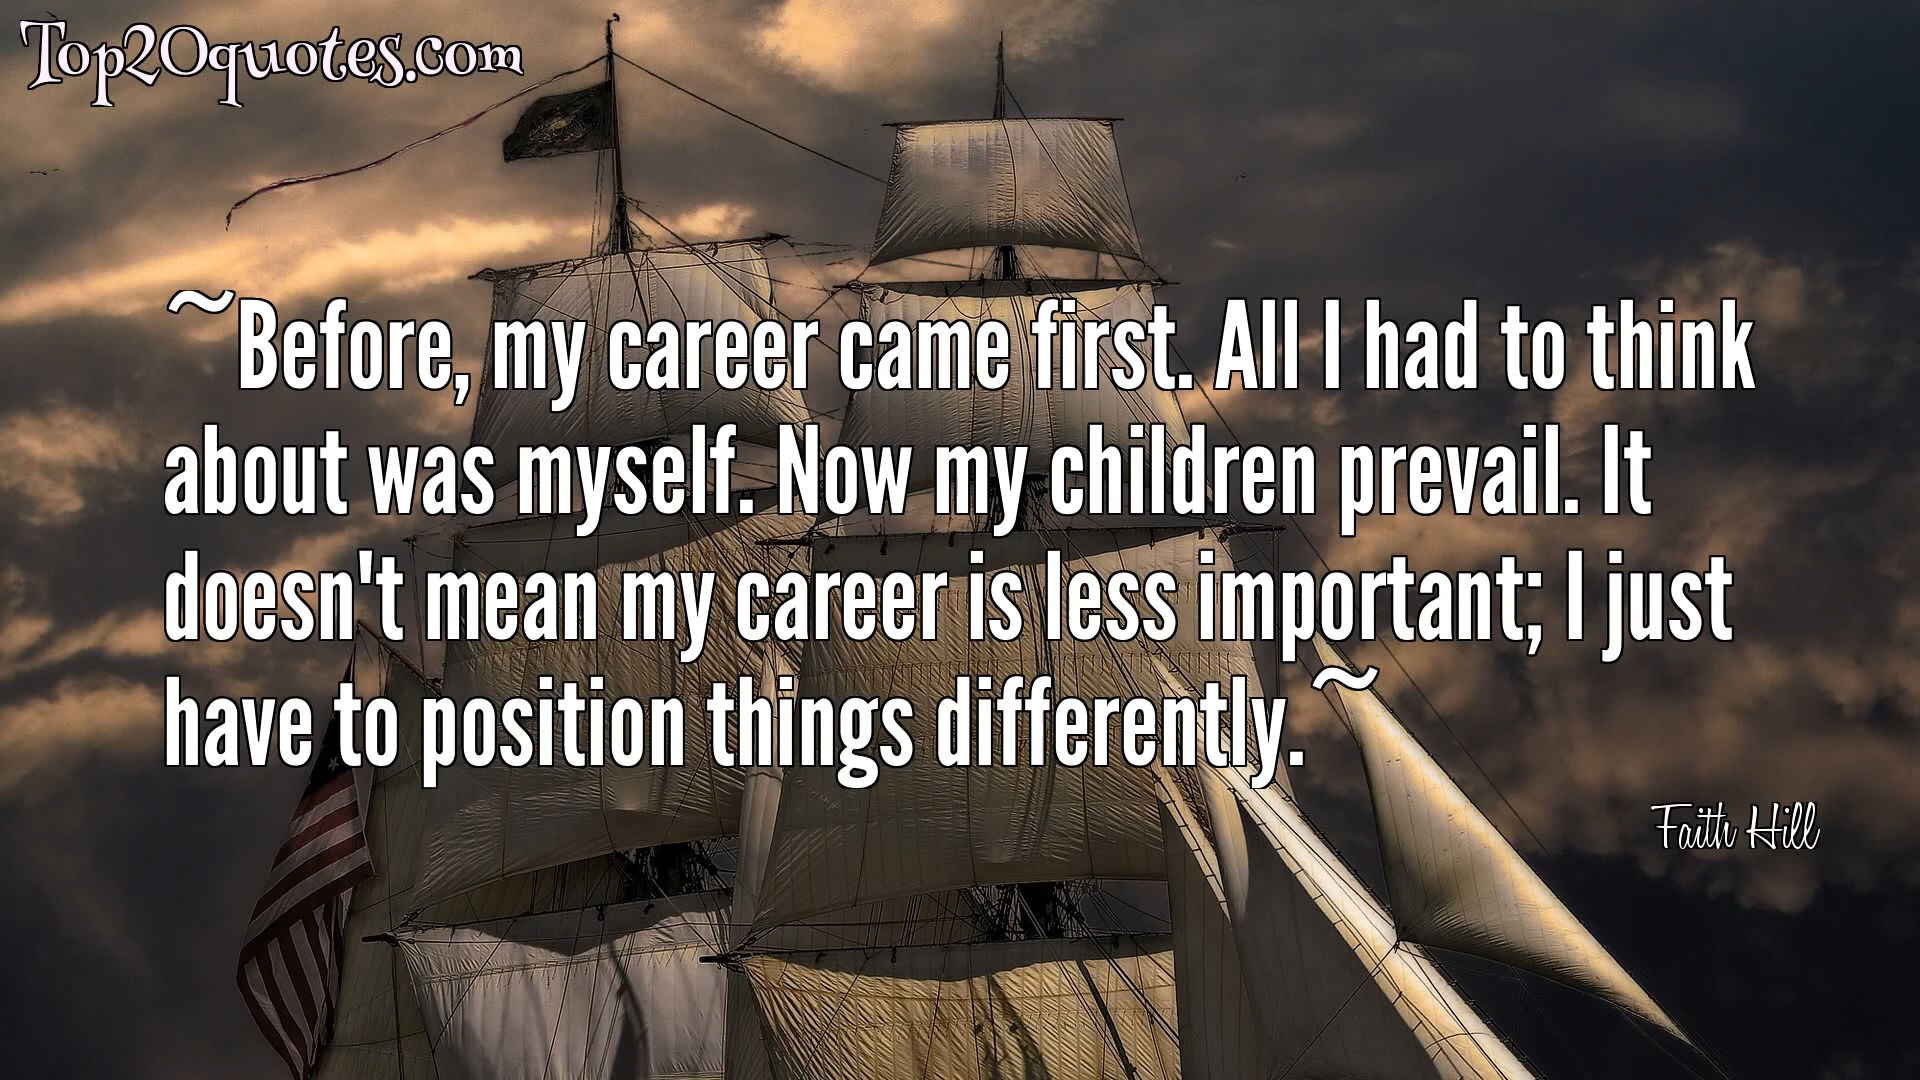 Top20quotes.com
~Before, my career came first. All I had to think
about was myself. Now my children prevail. It
doesn't mean my career is less important; I just
have to position things differently.~
Faith Hill